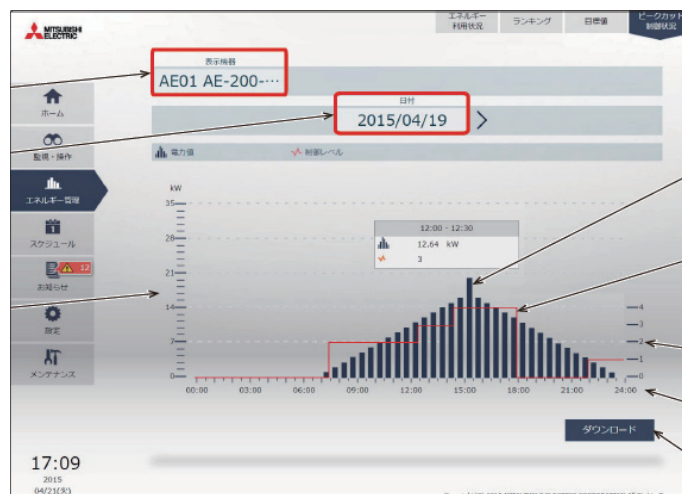 MITSUBISHI
ELECTRIC
エネルギー
利用状況
ランキング
目標値
ピークカット
制御状況
表示機器
AE01 AE-200-…
日付
2015/04/19
電力値
制御レベル
ホーム
監視・操作
エネルギー管理
スケジュール
12
お知らせ
設定
メンテナンス
kW
35
28
21
14
7
0
12:00 - 12:30
12.64 kW
3
4
3
2
1
0
00:00 03:00 06:00 09:00 12:00 15:00 18:00 21:00 24:00
ダウンロード
17:09
2015
04/21(火)